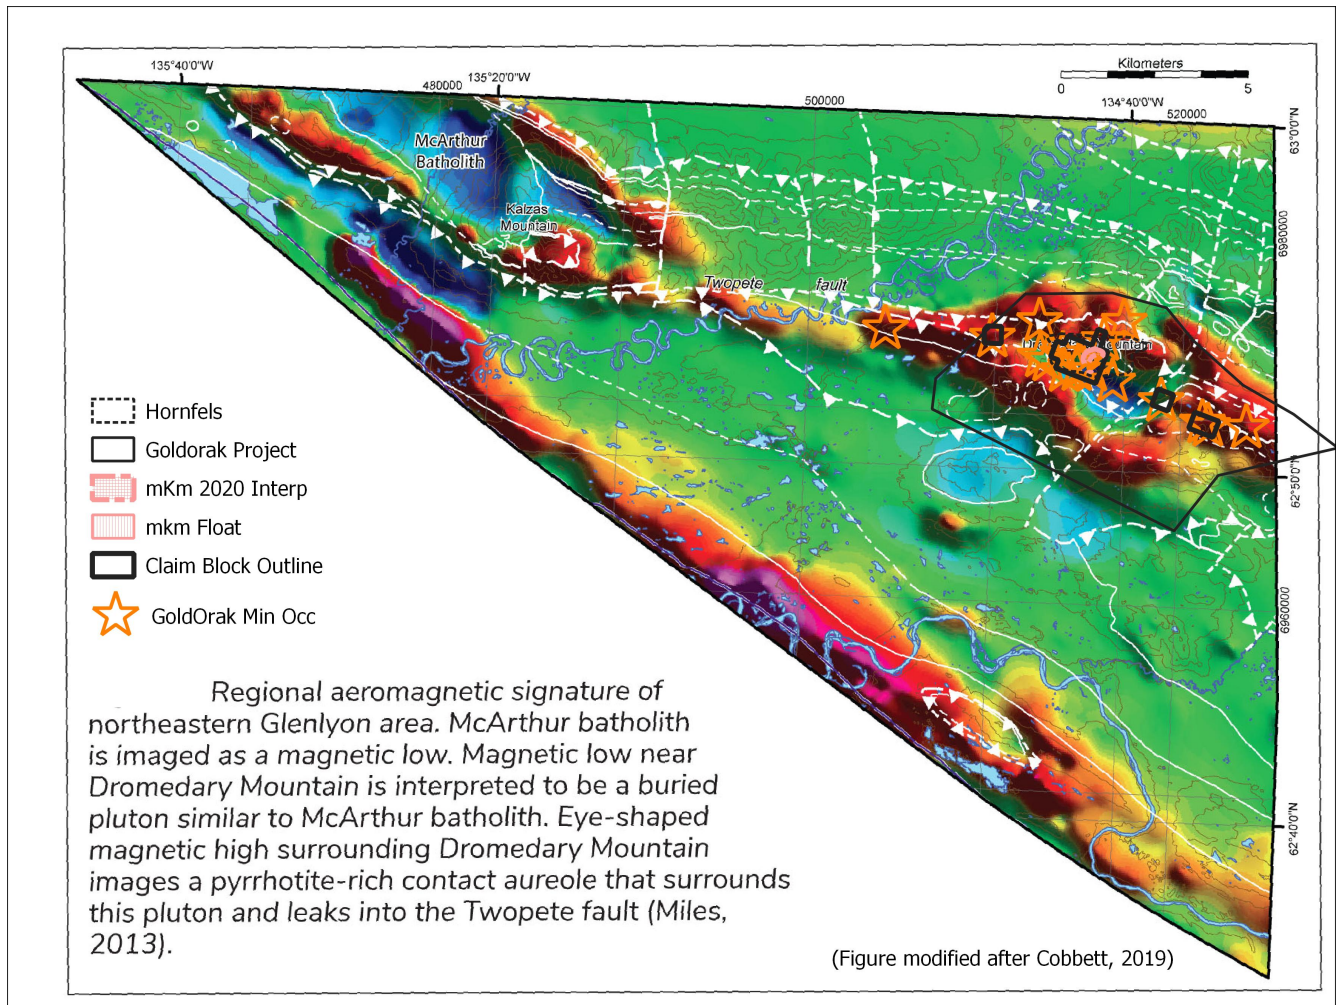 135°40'0"W
480000
135°20'0"W
500000
Kilometers
0
5
134°40'0"W
520000
63°0'0"N
McArthur
Batholith
Kalzas
Mountain
6980000
Twopete
fault
62°50'0"N
Hornfels
Goldorak Project
mKm 2020 Interp
mkm Float
Claim Block Outline
GoldOrak Min Occ
6960000
62°40'0"N
Regional aeromagnetic signature of
northeastern Glenlyon area. McArthur batholith
is imaged as a magnetic low. Magnetic low near
Dromedary Mountain is interpreted to be a buried
pluton similar to McArthur batholith. Eye-shaped
magnetic high surrounding Dromedary Mountain
images a pyrrhotite-rich contact aureole that surrounds
this pluton and leaks into the Twopete fault (Miles,
2013).
(Figure modified after Cobbett, 2019)